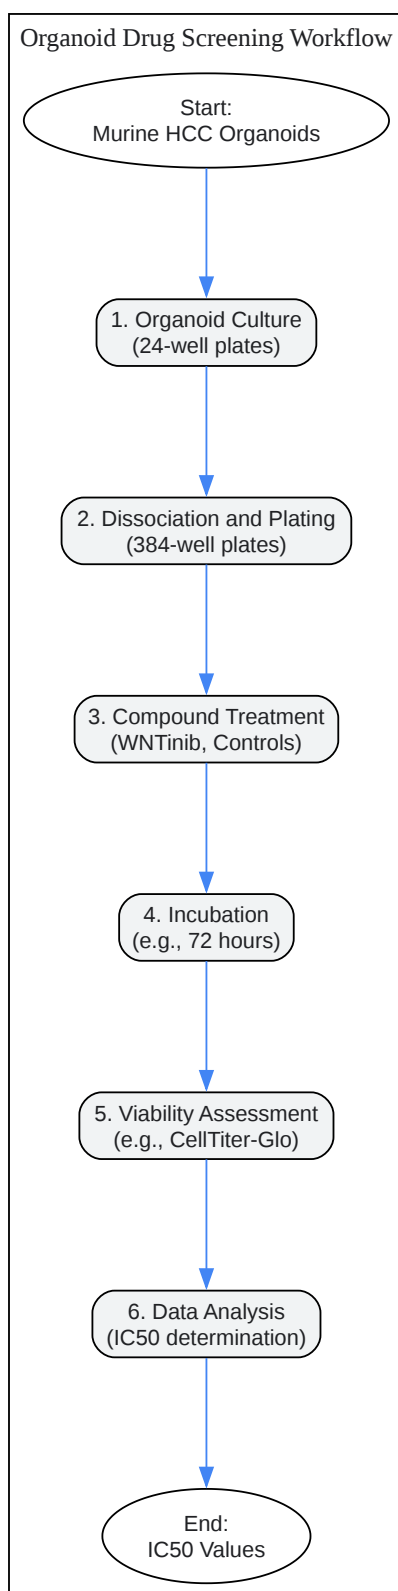 Organoid Drug Screening Workflow
Start:
Murine HCC Organoids
1. Organoid Culture
(24-well plates)
2. Dissociation and Plating
(384-well plates)
3. Compound Treatment
(WNTinib, Controls)
4. Incubation
(e.g., 72 hours)
5. Viability Assessment
(e.g., CellTiter-Glo)
6. Data Analysis
(IC50 determination)
End:
IC50 Values